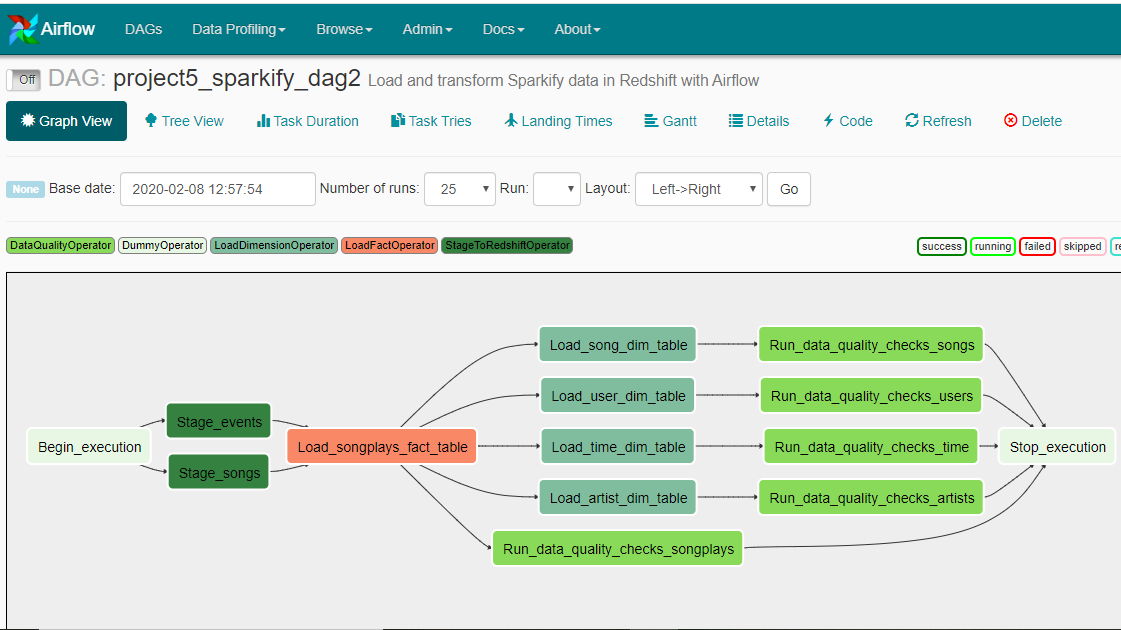 Airflow DAGs Data Profiling Browse Admin Docs About
Off DAG: project5_sparkify_dag2 Load and transform Sparkify data in Redshift with Airflow
Graph View Tree View Task Duration Task Tries Landing Times Gantt Details Code Refresh Delete
None Base date: 2020-02-08 12:57:54 Number of runs: 25 Run: Layout: Left->Right Go
DataQualityOperator DummyOperator LoadDimensionOperator LoadFactOperator StageToRedshiftOperator success running failed skipped
Load_song_dim_table Run_data_quality_checks_songs
Load_user_dim_table Run_data_quality_checks_users
Stage_events
Begin_execution Load_songplays_fact_table Load_time_dim_table Run_data_quality_checks_time Stop_execution
Stage_songs
Load_artist_dim_table Run_data_quality_checks_artists
Run_data_quality_checks_songplays